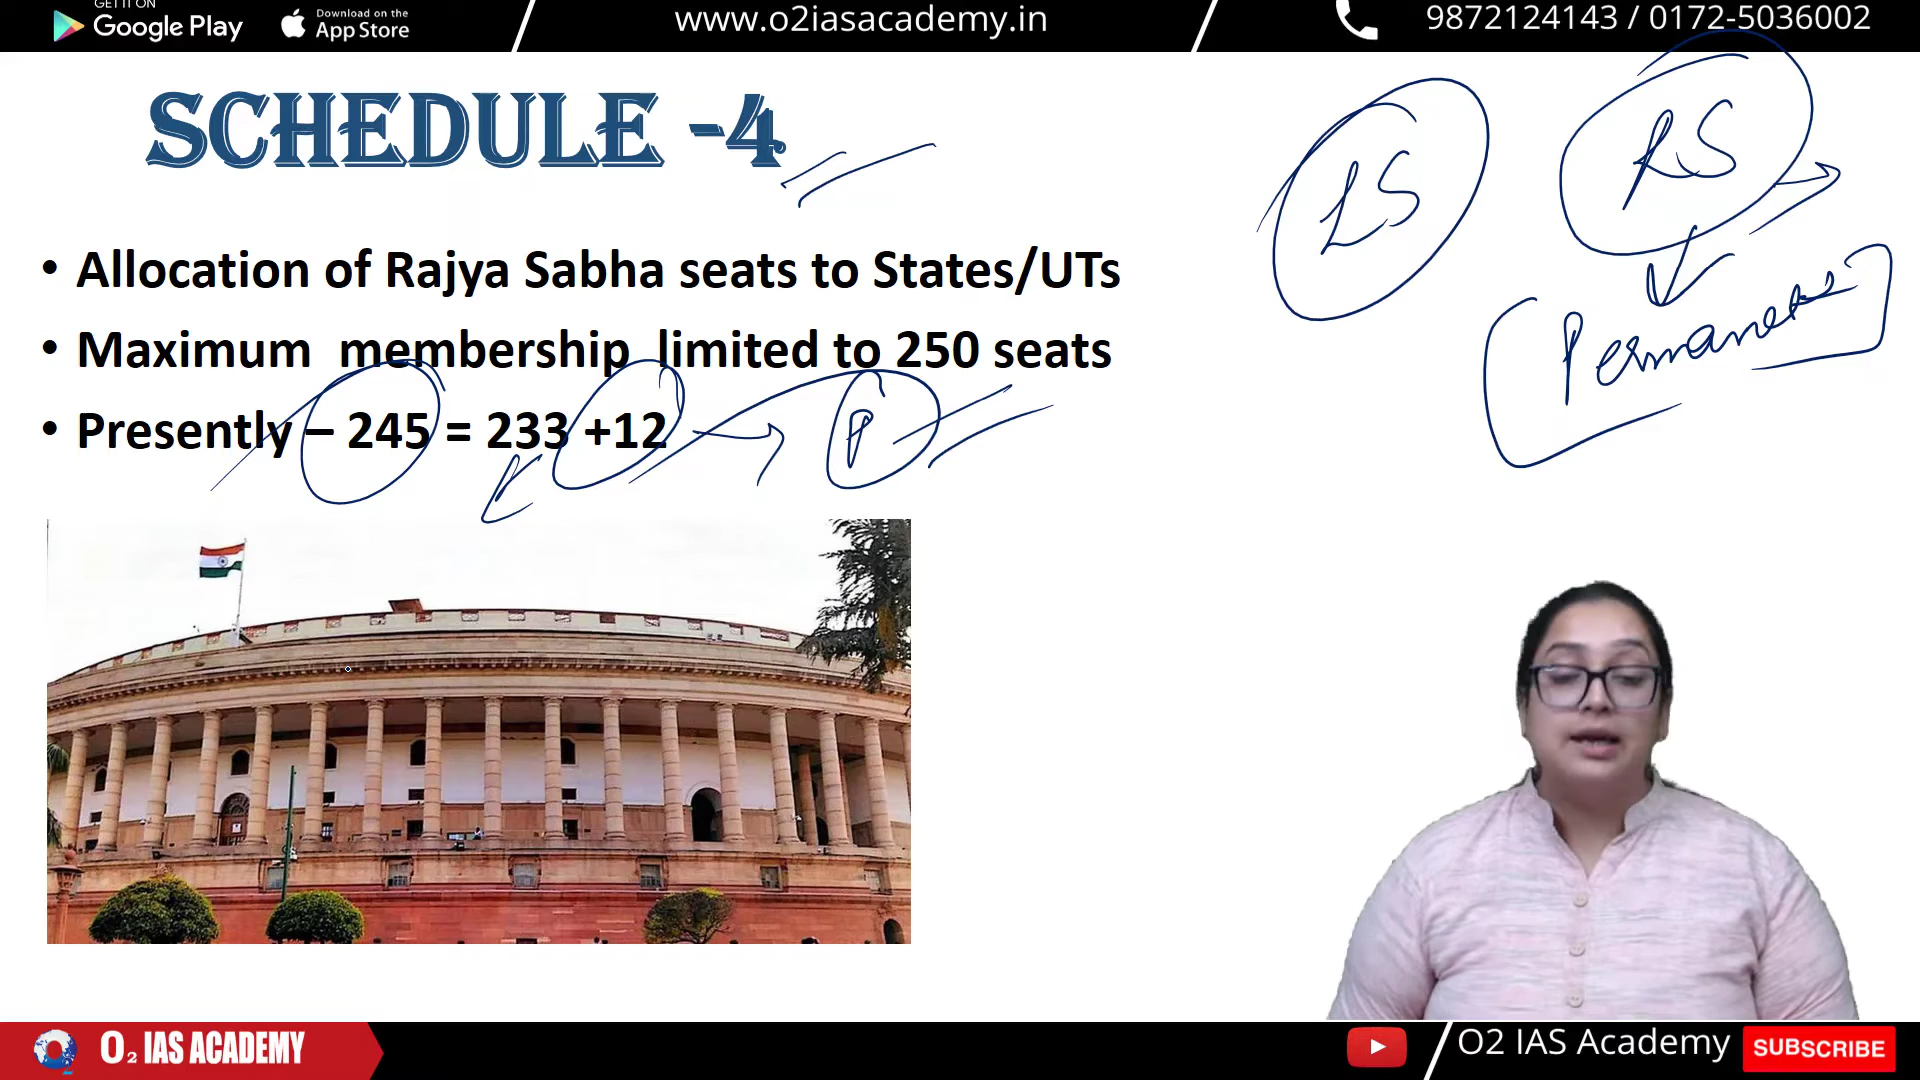 GET IT ON
Google Play
Download on the
App Store
www.o2iasacademy.in
9872124143 / 0172-5036002
SCHEDULE -4
LS
RS
• Allocation of Rajya Sabha seats to States/UTs
• Maximum membership limited to 250 seats
Permanent
• Presently – 245 = 233 +12
P
O2 IAS ACADEMY
O2 IAS Academy
SUBSCRIBE